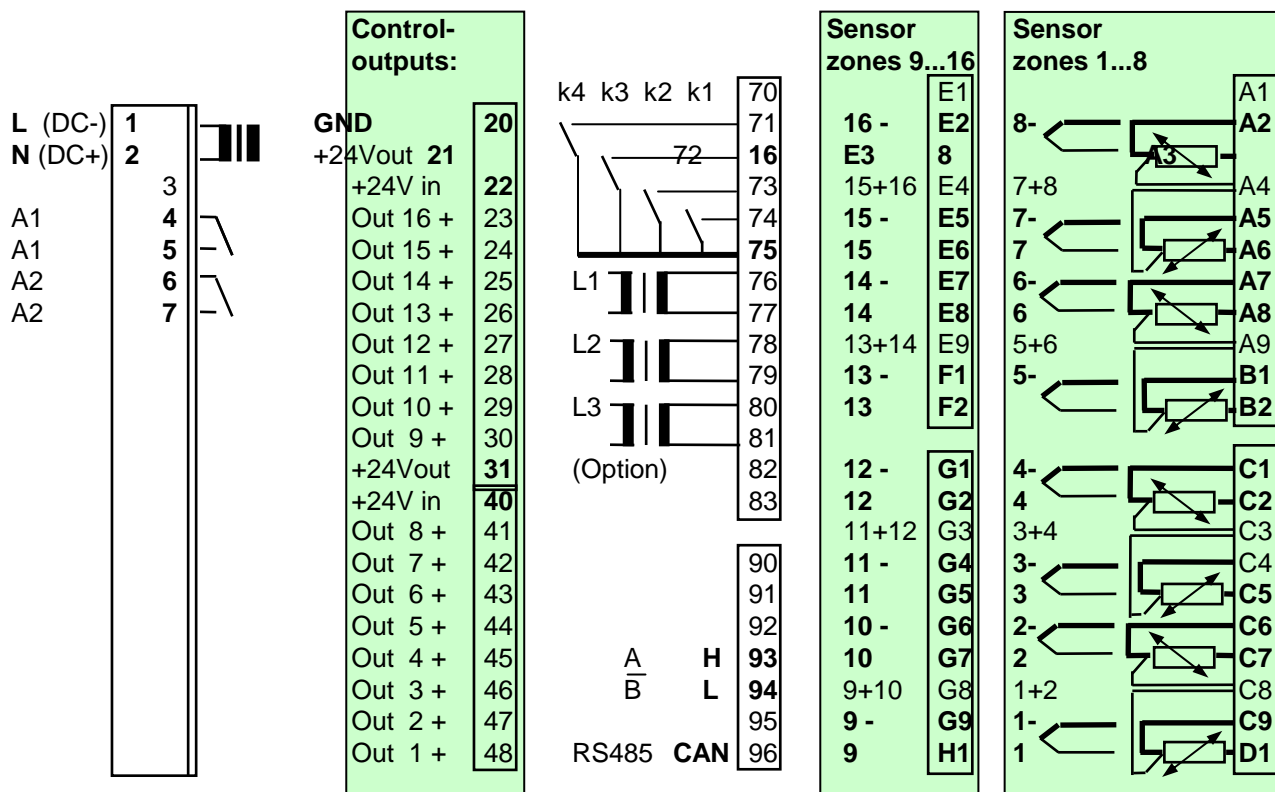 Control-
outputs:
Sensor
zones 9...16
Sensor
zones 1...8
L (DC-) 1
N (DC+) 2
3
A1 4
A1 5
A2 6
A2 7
GND 20
+24Vout 21
+24V in 22
Out 16 + 23
Out 15 + 24
Out 14 + 25
Out 13 + 26
Out 12 + 27
Out 11 + 28
Out 10 + 29
Out 9 + 30
+24Vout 31
+24V in 40
Out 8 + 41
Out 7 + 42
Out 6 + 43
Out 5 + 44
Out 4 + 45
Out 3 + 46
Out 2 + 47
Out 1 + 48
k4 k3 k2 k1 70
71
72 16
73
74
75
L1 76
77
L2 78
79
L3 80
81
(Option) 82
83
90
91
92
A H 93
B L 94
95
RS485 CAN 96
E1
16 - E2
E3 8
15+16 E4
15 - E5
15 E6
14 - E7
14 E8
13+14 E9
13 - F1
13 F2
12 - G1
12 G2
11+12 G3
11 - G4
11 G5
10 - G6
10 G7
9+10 G8
9 - G9
9 H1
A1
8- A2
A3
7+8 A4
7- A5
7 A6
6- A7
6 A8
5+6 A9
5- B1
B2
4- C1
4 C2
3+4 C3
3- C4
3 C5
2- C6
2 C7
1+2 C8
1- C9
1 D1